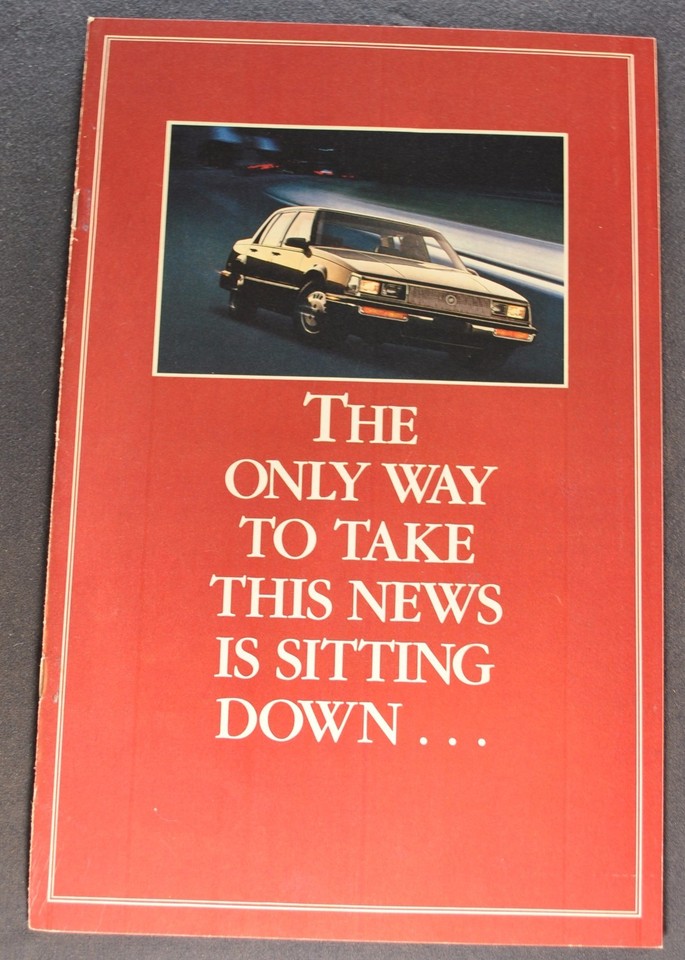 THE
ONLY WAY
TO TAKE
THIS NEWS
IS SITTING
DOWN . . .